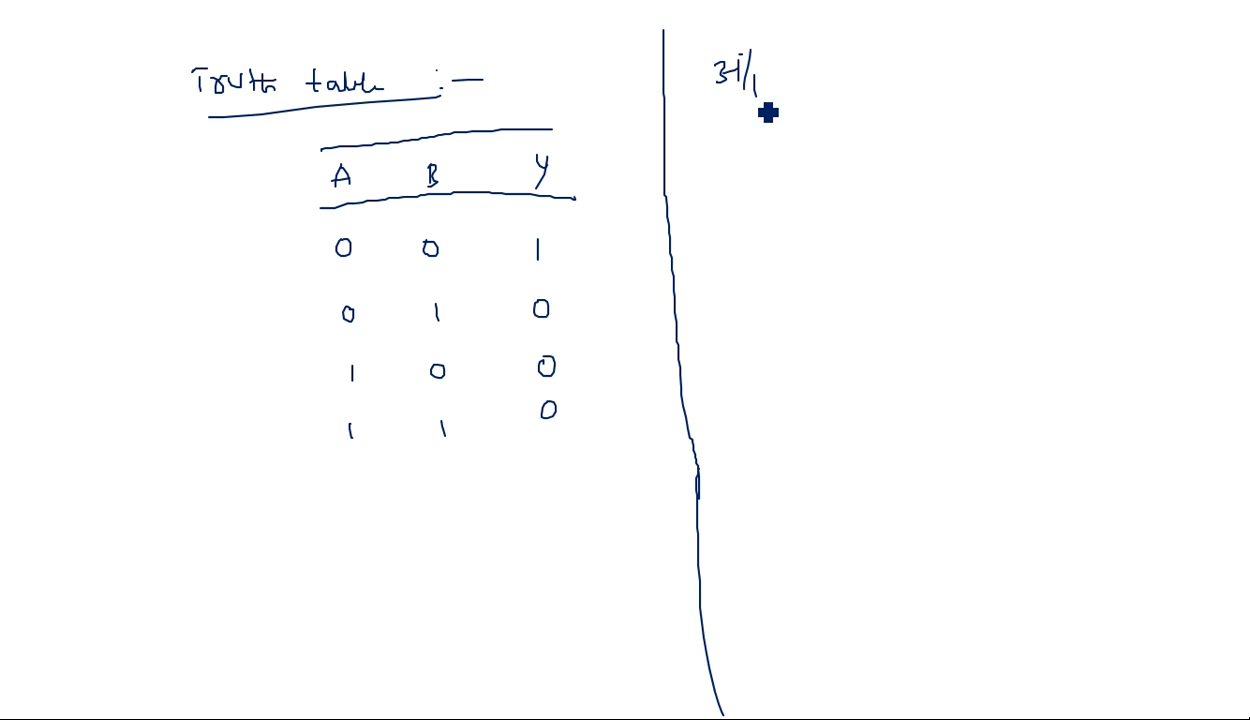 Truth table :-
A B Y
0 0 1
0 1 0
1 0 0
1 1 0